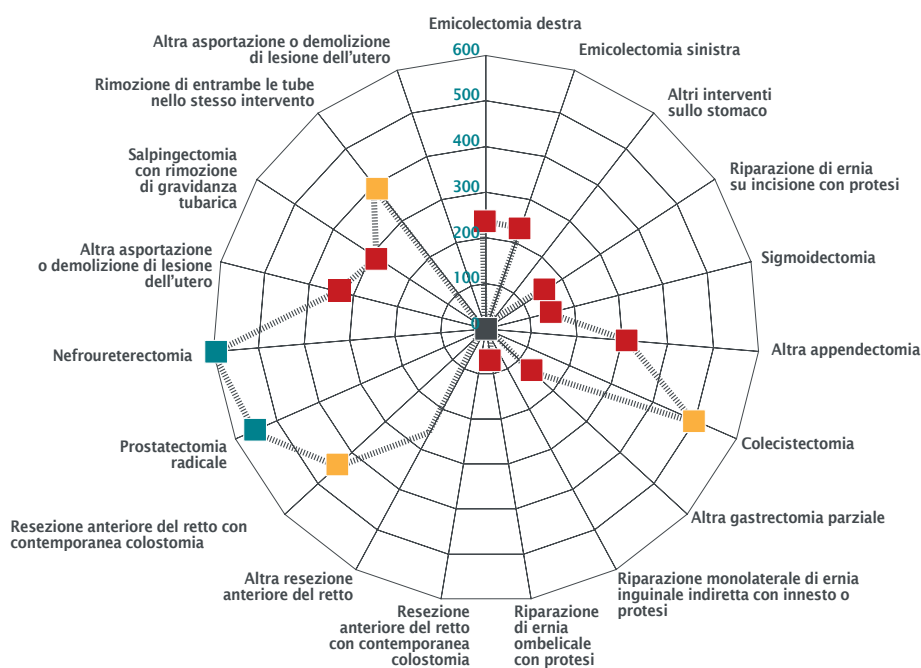 Emicolectomia destra
Emicolectomia sinistra
Altri interventi
sullo stomaco
Riparazione di ernia
su incisione con protesi
Sigmoidectomia
Altra appendectomia
Colecistectomia
Altra gastrectomia parziale
Riparazione monolaterale di ernia
inguinale indiretta con innesto o
protesi
Riparazione
di ernia
ombelicale
con protesi
Resezione
anteriore del retto
con contemporanea
colostomia
Altra resezione
anteriore del retto
Resezione anteriore del retto con
contemporanea colostomia
Prostatectomia
radicale
Nefroureterectomia
Altra asportazione
o demolizione di lesione
dell'utero
Salpingectomia
con rimozione
di gravidanza
tubarica
Rimozione di entrambe le tube
nello stesso intervento
Altra asportazione o demolizione
di lesione dell'utero
600
500
400
300
200
100
0